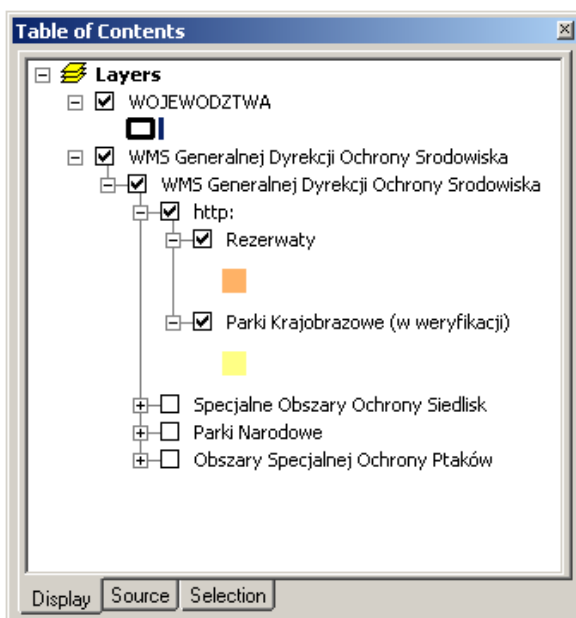 Table of Contents
Layers
WOJEWODZTWA
WMS Generalnej Dyrekcji Ochrony Srodowiska
WMS Generalnej Dyrekcji Ochrony Srodowiska
http:
Rezerwaty
Parki Krajobrazowe (w weryfikacji)
Specjalne Obszary Ochrony Siedlisk
Parki Narodowe
Obszary Specjalnej Ochrony Ptaków
Display Source Selection